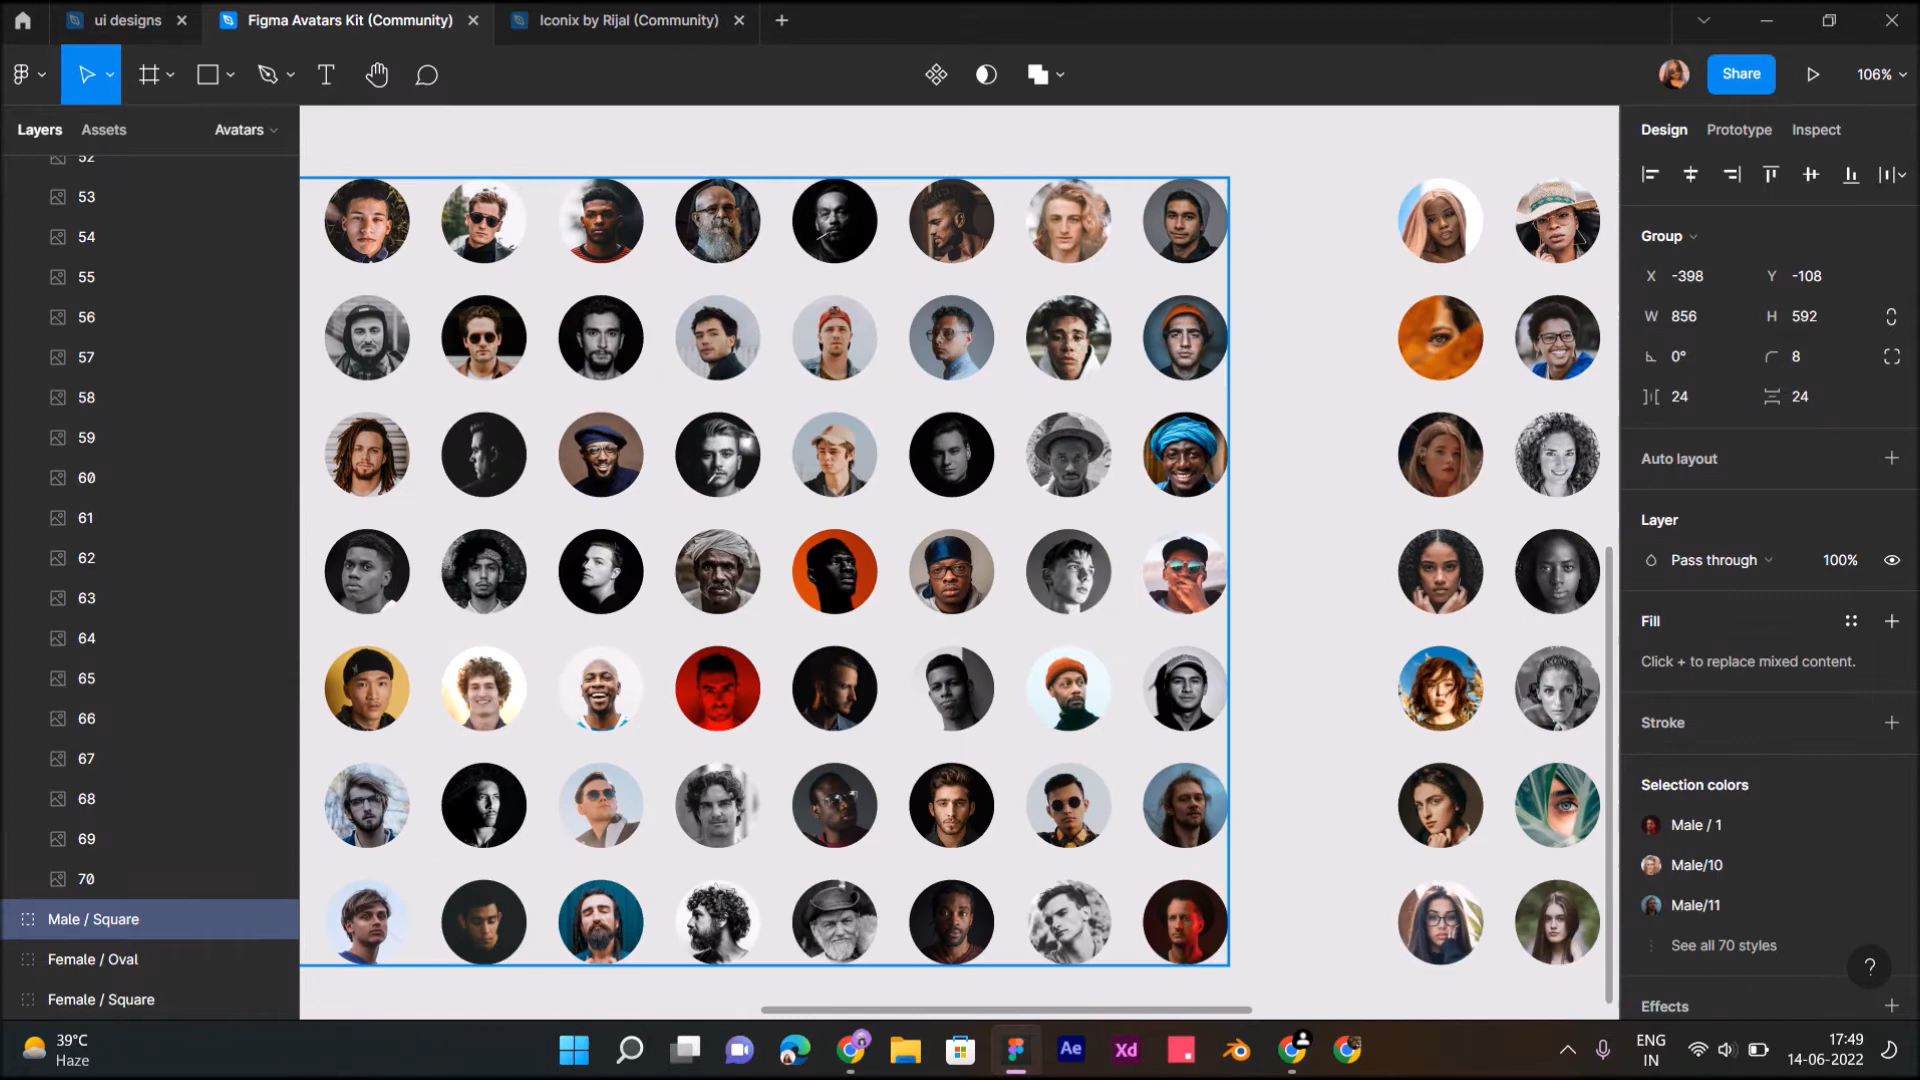 ui designs
Figma Avatars Kit (Community)
Iconix by Rijal (Community)
Share
106%
Layers
Assets
Avatars
52
53
54
55
56
57
58
59
60
61
62
63
64
65
66
67
68
69
70
Male / Square
Female / Oval
Female / Square
Design
Prototype
Inspect
Group
X -398
Y -108
W 856
H 592
0°
8
24
24
Auto layout
Layer
Pass through
100%
Fill
Click + to replace mixed content.
Stroke
Selection colors
Male / 1
Male/10
Male/11
See all 70 styles
?
Effects
39°C
Haze
Ae
Xd
ENG
IN
17:49
14-06-2022